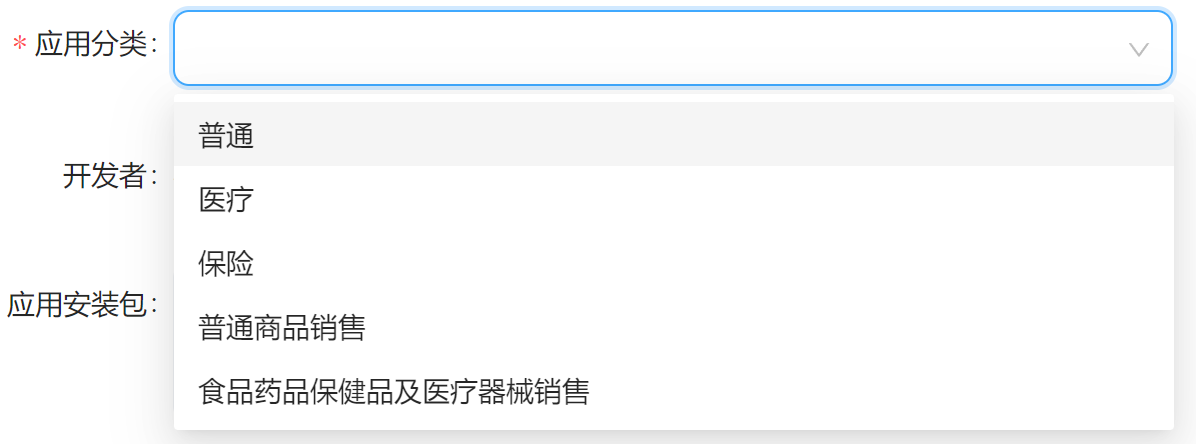 * 应用分类:
普通
开发者:
医疗
保险
应用安装包:
普通商品销售
食品药品保健品及医疗器械销售